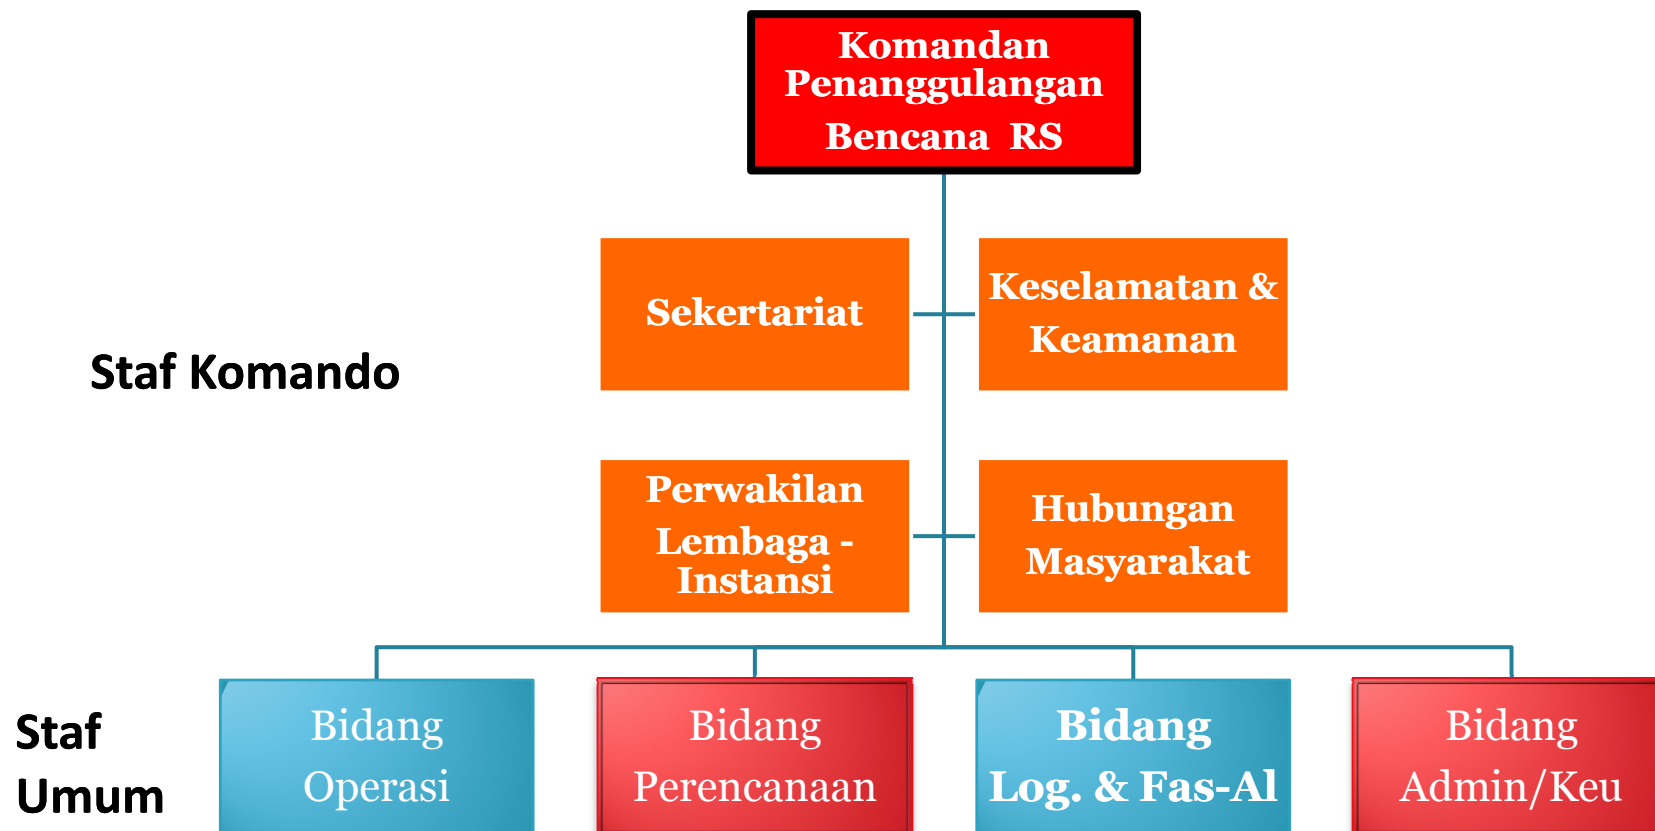 Komandan
Penanggulangan
Bencana RS
Sekertariat
Keselamatan &
Keamanan
Staf Komando
Perwakilan
Lembaga -
Instansi
Hubungan
Masyarakat
Staf
Umum
Bidang
Operasi
Bidang
Perencanaan
Bidang
Log. & Fas-Al
Bidang
Admin/Keu